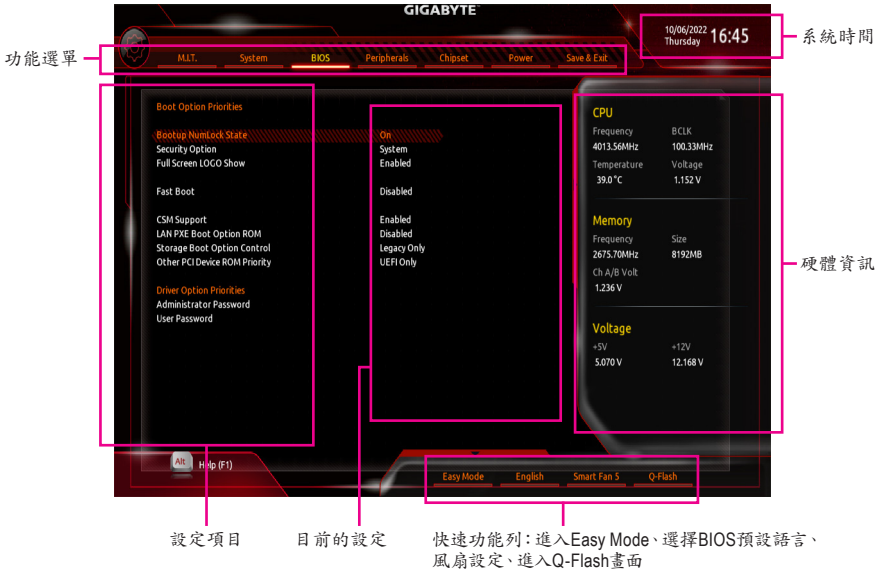 GIGABYTE
10/06/2022 16:45
Thursday
系統時間
功能選單
M.I.T. System BIOS Peripherals Chipset Power Save & Exit
Boot Option Priorities
Bootup NumLock State On
Security Option System
Full Screen LOGO Show Enabled
Fast Boot Disabled
CSM Support Enabled
LAN PXE Boot Option ROM Disabled
Storage Boot Option Control Legacy Only
Other PCI Device ROM Priority UEFI Only
Driver Option Priorities
Administrator Password
User Password
CPU
Frequency BCLK
4013.56MHz 100.33MHz
Temperature Voltage
39.0 °C 1.152 V
Memory
Frequency Size
2675.70MHz 8192MB
Ch A/B Volt
1.236 V
Voltage
+5V +12V
5.070 V 12.168 V
硬體資訊
Alt Help (F1)
Easy Mode English Smart Fan 5 Q-Flash
設定項目
目前的設定
快速功能列：進入Easy Mode、選擇BIOS預設語言、
風扇設定、進入Q-Flash畫面